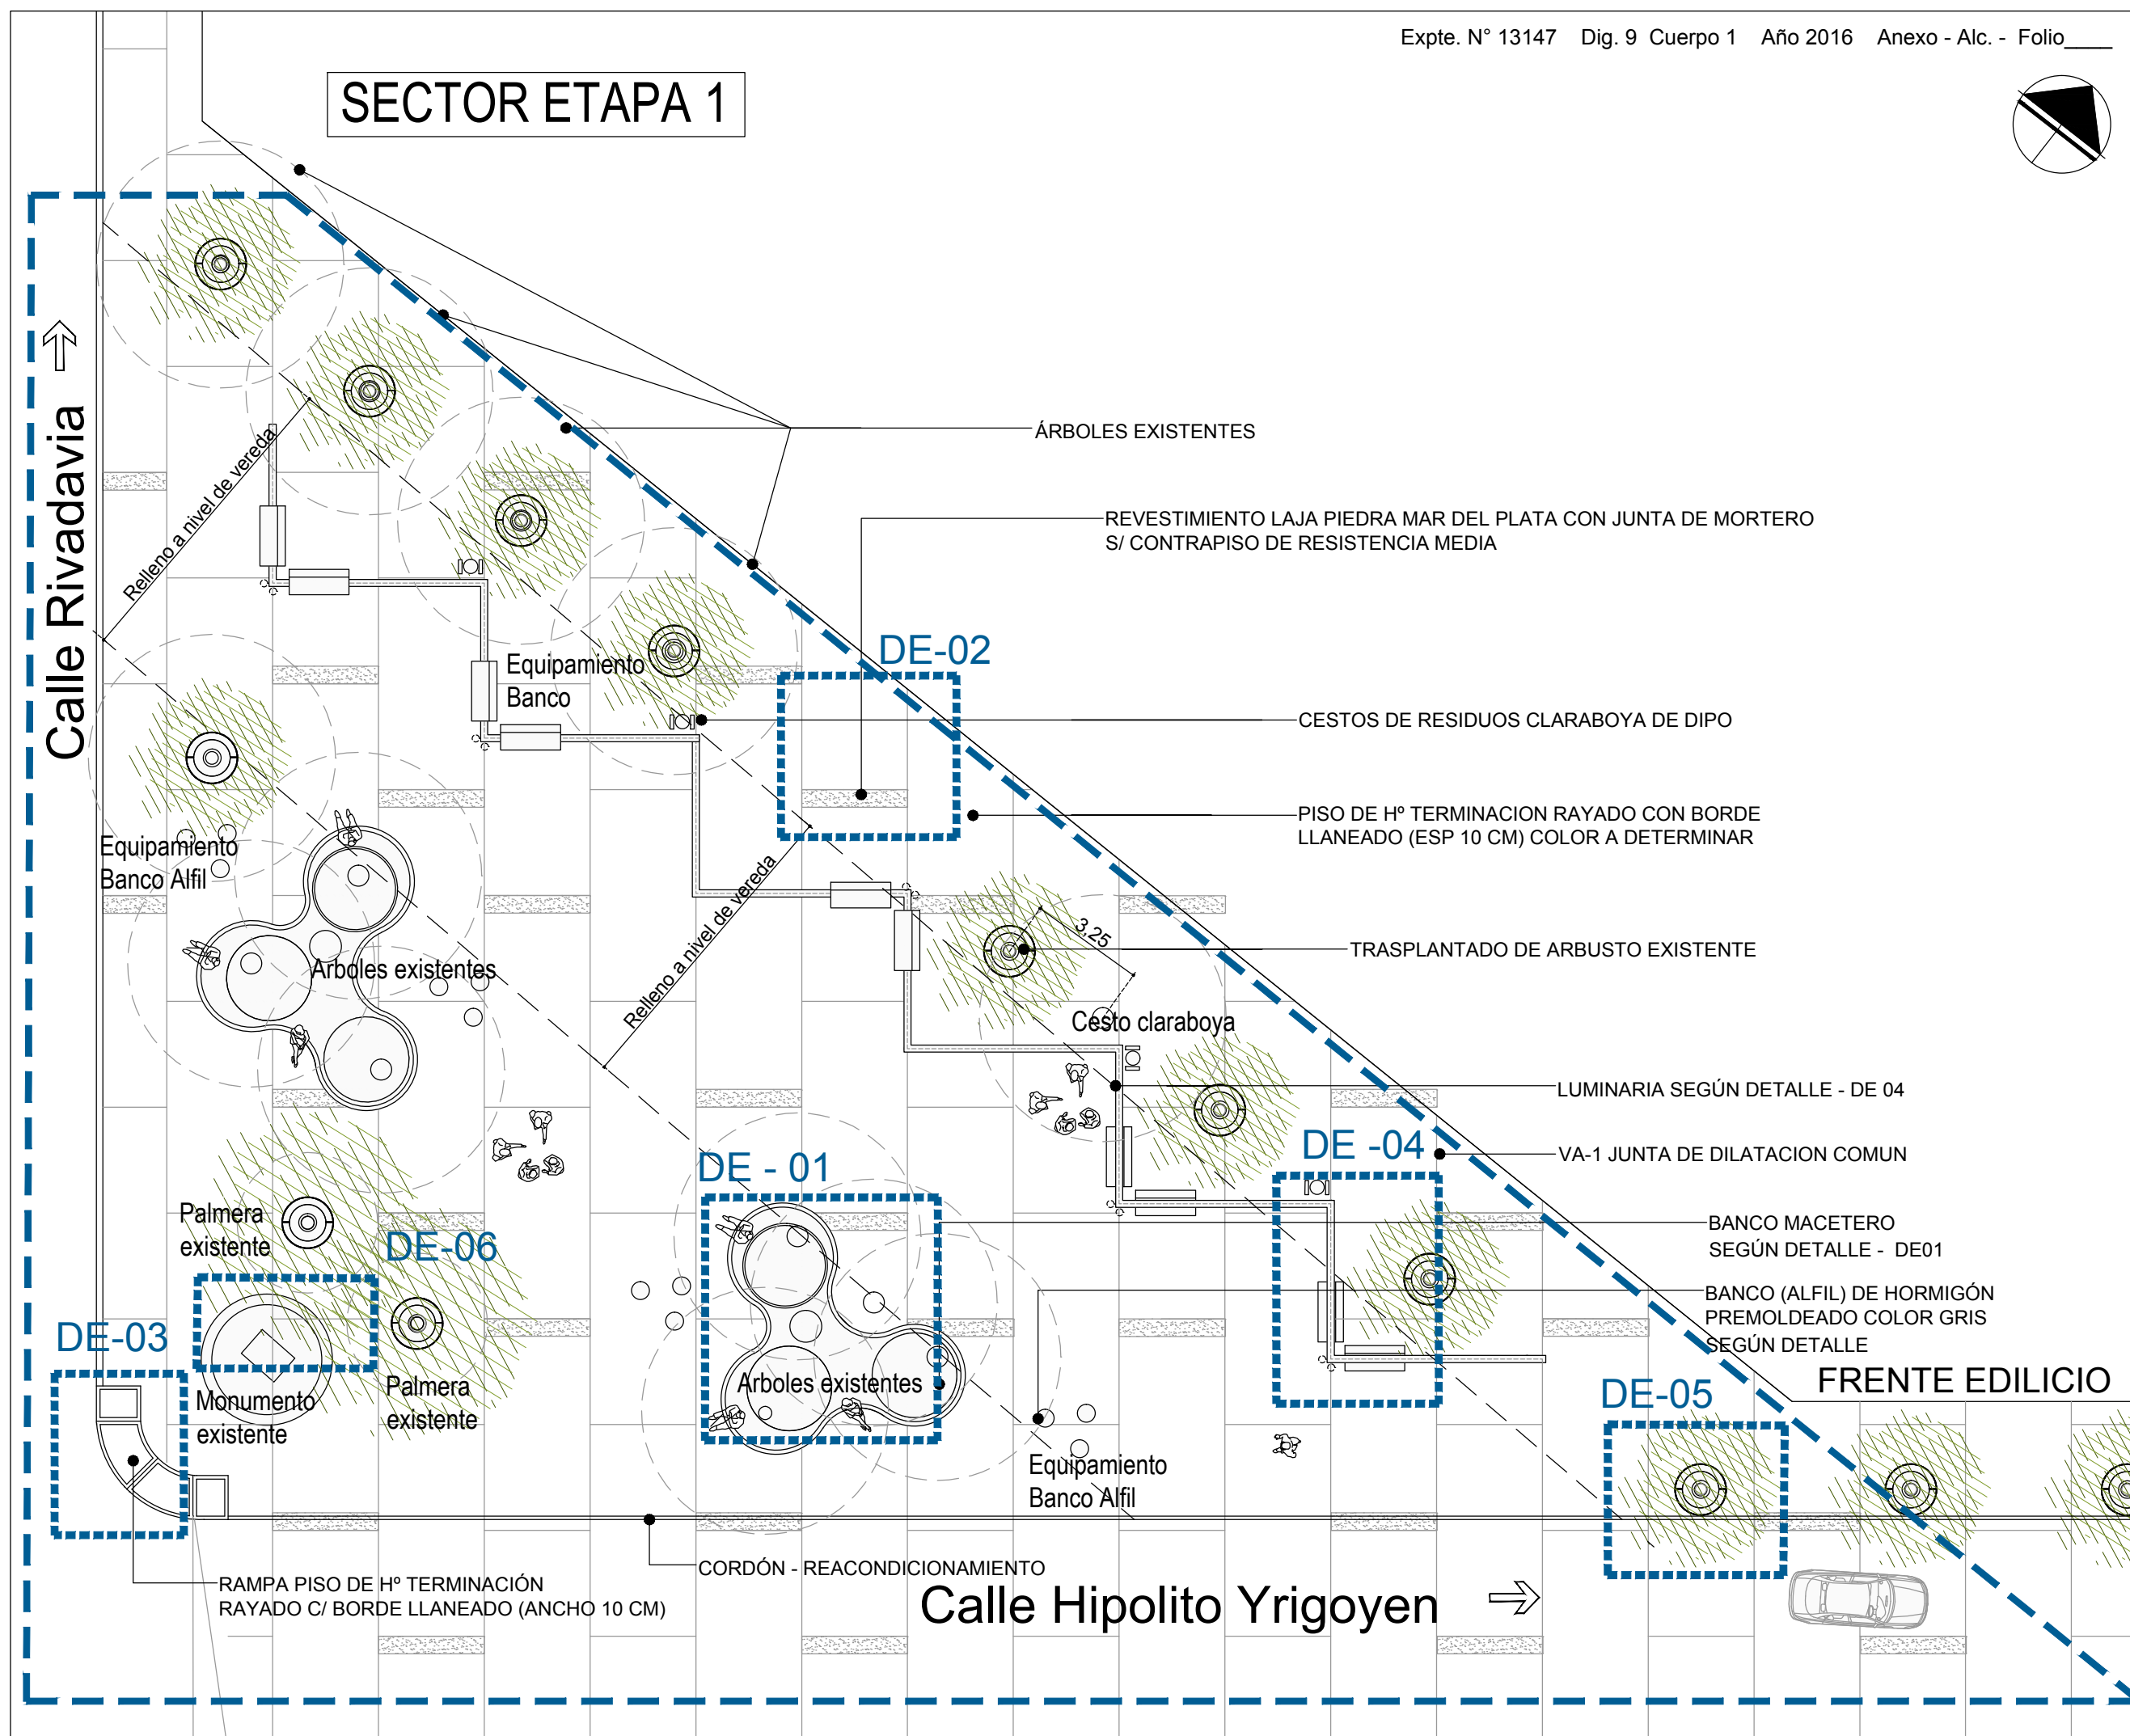 Expte. N° 13147 Dig. 9 Cuerpo 1 Año 2016 Anexo - Alc. - Folio____
SECTOR ETAPA 1
Calle Rivadavia
Relleno a nivel de vereda
ÁRBOLES EXISTENTES
REVESTIMIENTO LAJA PIEDRA MAR DEL PLATA CON JUNTA DE MORTERO
S/ CONTRAPISO DE RESISTENCIA MEDIA
DE-02
Equipamiento
Banco
CESTOS DE RESIDUOS CLARABOYA DE DIPO
PISO DE Hº TERMINACION RAYADO CON BORDE
LLANEADO (ESP 10 CM) COLOR A DETERMINAR
Equipamiento
Banco Alfil
Relleno a nivel de vereda
3,25
TRASPLANTADO DE ARBUSTO EXISTENTE
Arboles existentes
Cesto claraboya
LUMINARIA SEGÚN DETALLE - DE 04
DE -04
VA-1 JUNTA DE DILATACION COMUN
DE - 01
Palmera
existente
DE-06
BANCO MACETERO
SEGÚN DETALLE - DE01
BANCO (ALFIL) DE HORMIGÓN
PREMOLDEADO COLOR GRIS
SEGÚN DETALLE
DE-03
FRENTE EDILICIO
Monumento
existente
Palmera
existente
Arboles existentes
DE-05
Equipamiento
Banco Alfil
CORDÓN - REACONDICIONAMIENTO
RAMPA PISO DE Hº TERMINACIÓN
RAYADO C/ BORDE LLANEADO (ANCHO 10 CM)
Calle Hipolito Yrigoyen